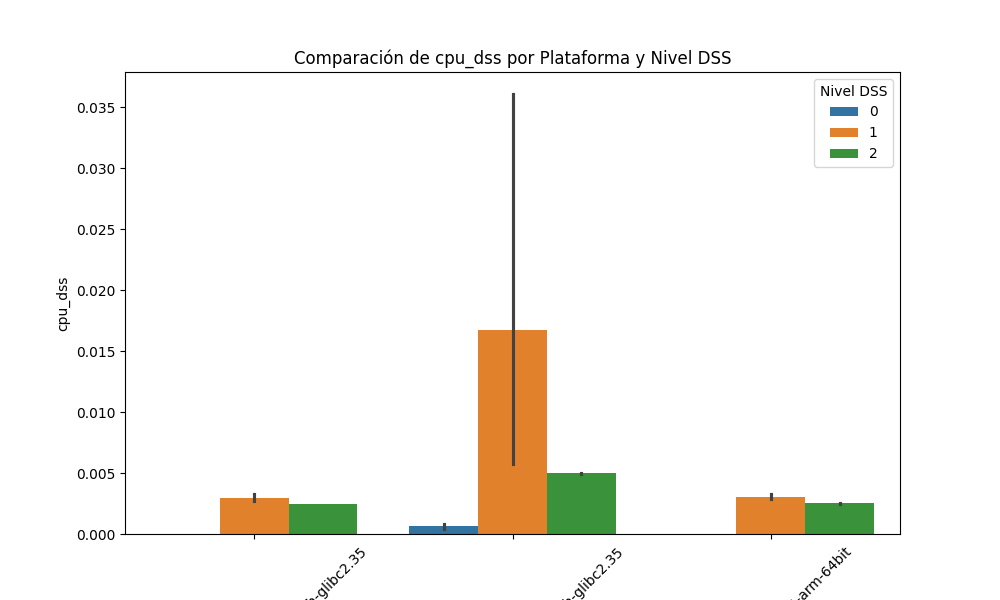 Comparación de cpu_dss por Plataforma y Nivel DSS
Nivel DSS
0
1
2
cpu_dss
0.035
0.030
0.025
0.020
0.015
0.010
0.005
0.000
-glibc2.35
-glibc2.35
-arm-64bit